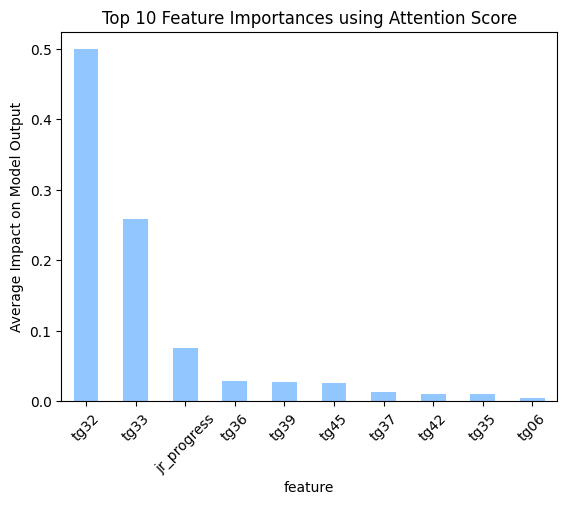 Top 10 Feature Importances using Attention Score
Average Impact on Model Output
0.5
0.4
0.3
0.2
0.1
0.0
tg32
tg33
jr_progress
tg36
tg39
tg45
tg37
tg42
tg35
tg06
feature